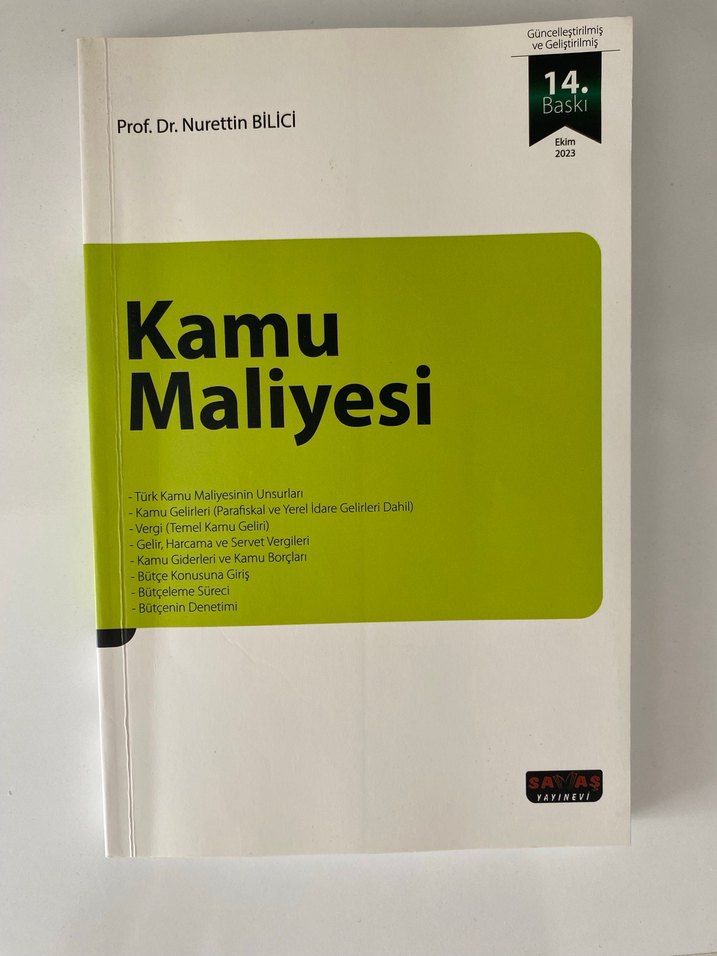 Güncelleştirilmiş
ve Geliştirilmiş
14.
Baskı
Ekim
2023
Prof. Dr. Nurettin BİLİCİ
Kamu
Maliyesi
- Türk Kamu Maliyesinin Unsurları
- Kamu Gelirleri (Parafiskal ve Yerel İdare Gelirleri Dahil)
- Vergi (Temel Kamu Geliri)
- Gelir, Harcama ve Servet Vergileri
- Kamu Giderleri ve Kamu Borçları
- Bütçe Konusuna Giriş
- Bütçeleme Süreci
- Bütçenin Denetimi
SAVAŞ
YAYINEVİ